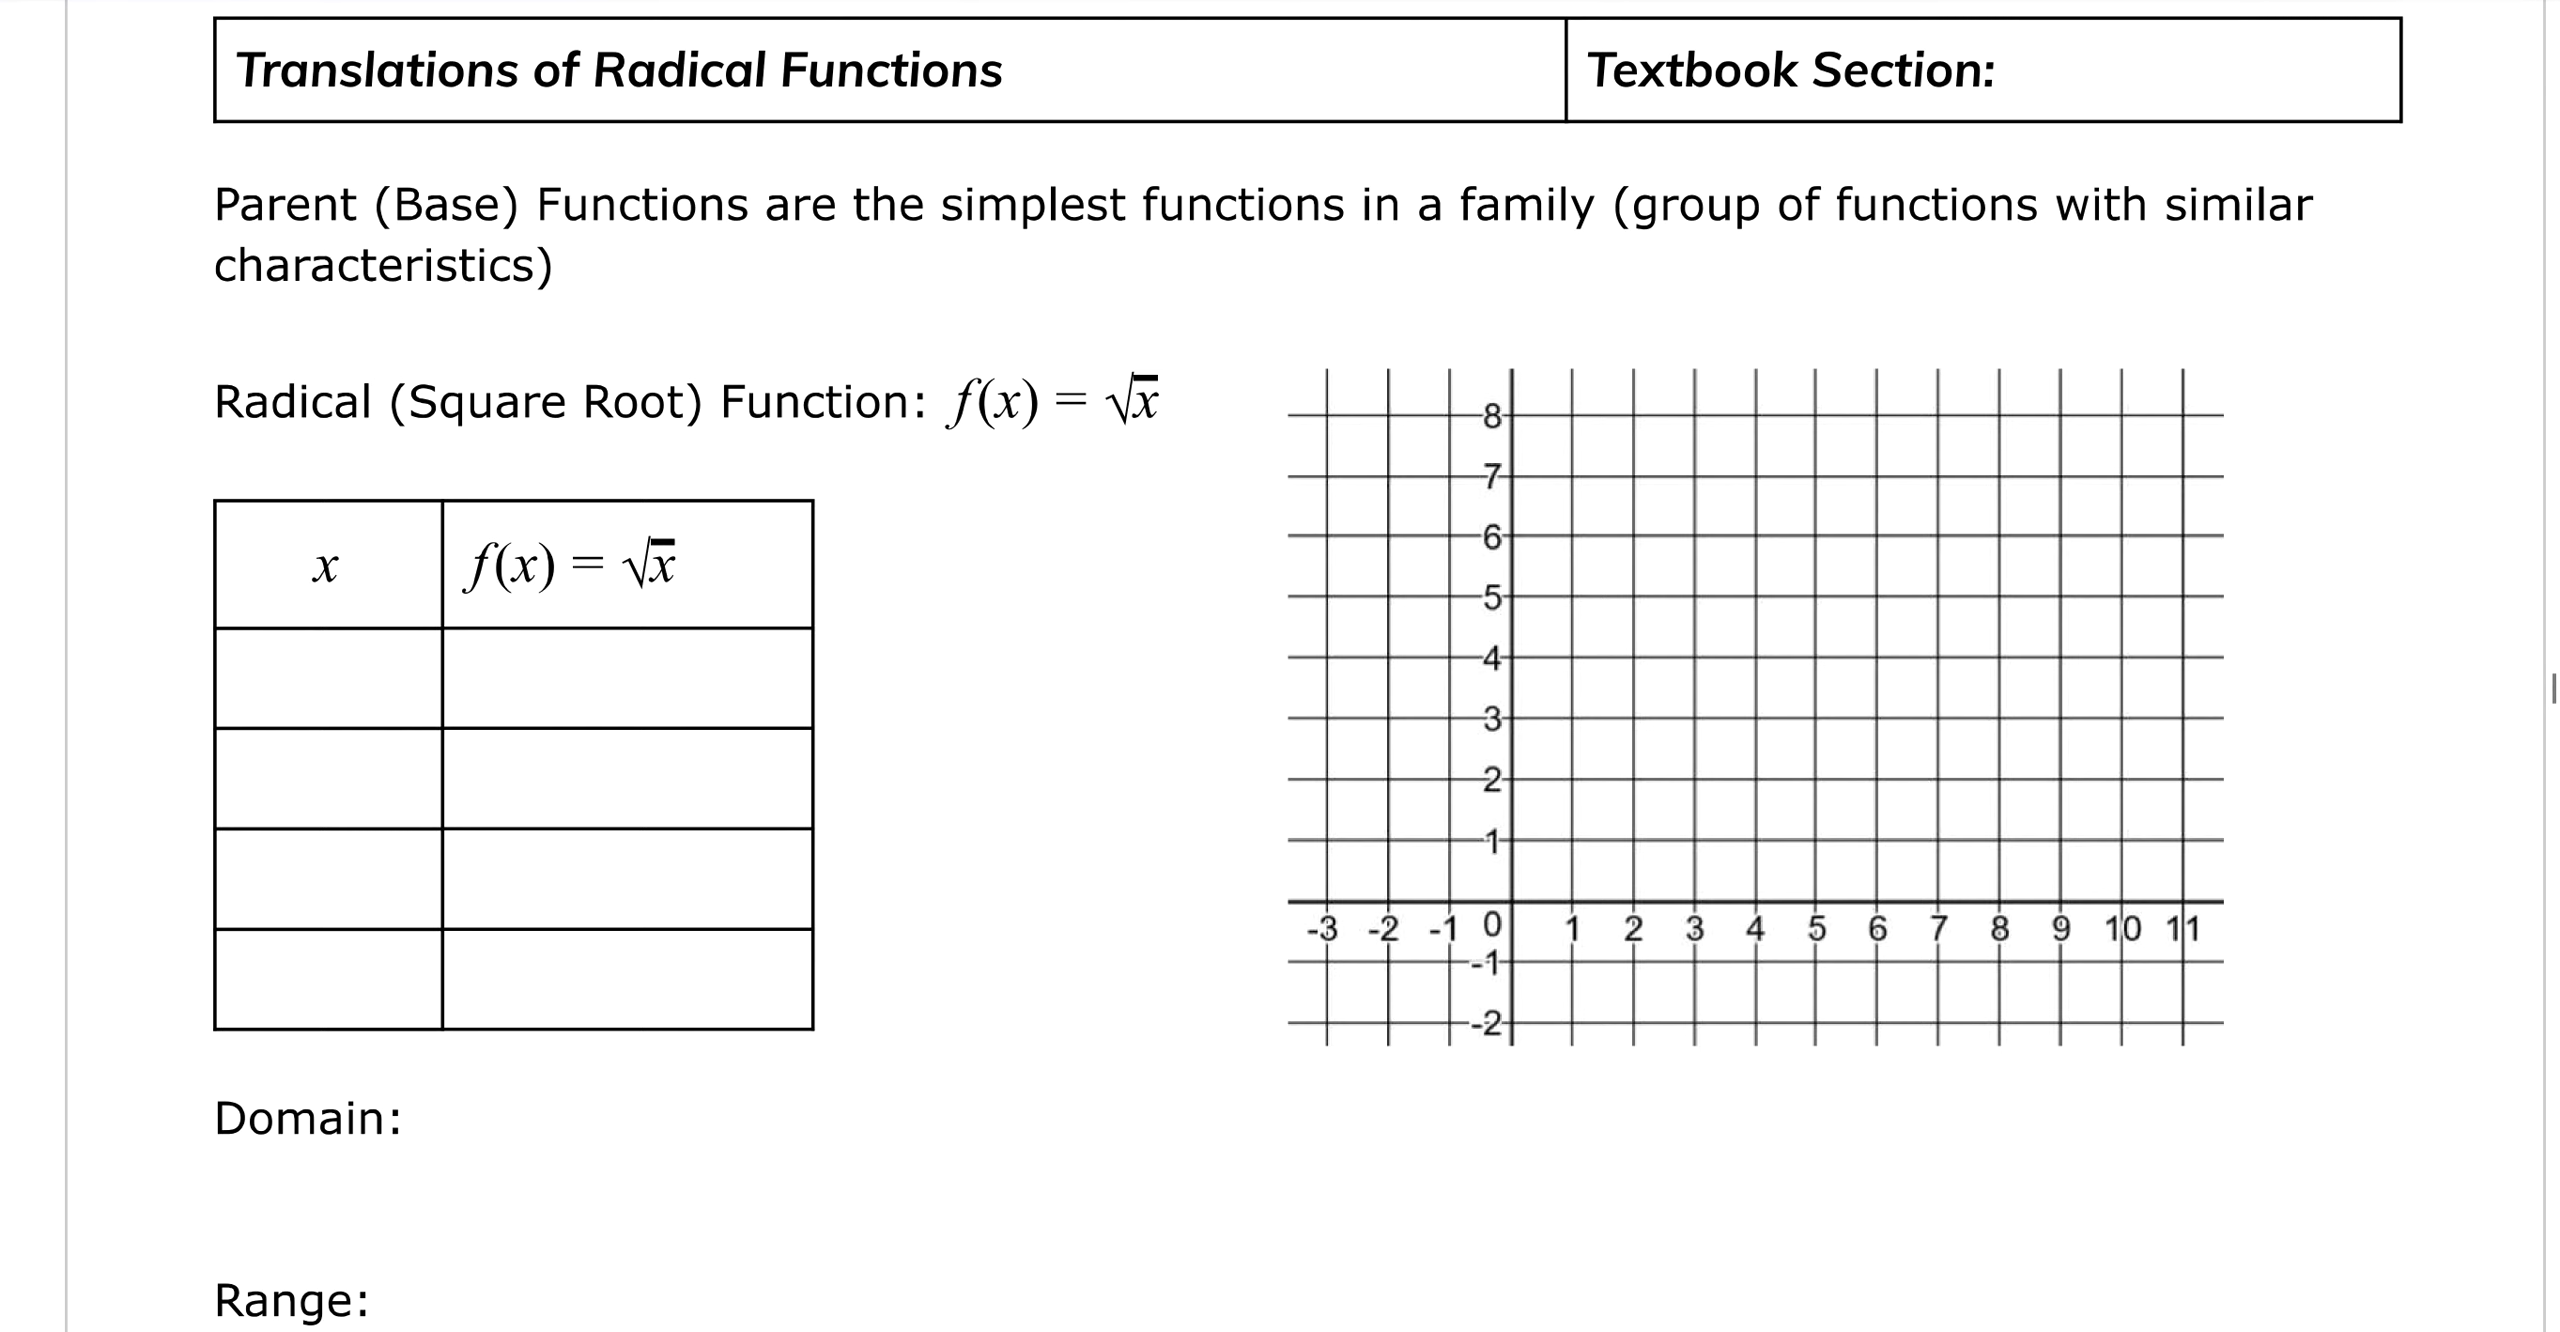 Translations of Radical Functions
Textbook Section:
Parent (Base) Functions are the simplest functions in a family (group of functions with similar
characteristics)
Radical (Square Root) Function: f(x) = √x
x
f(x) = √x
8
7
6
5
4
3
2
1
-3 -2 -1 0 1 2 3 4 5 6 7 8 9 10 11
-1
-2
Domain:
Range: